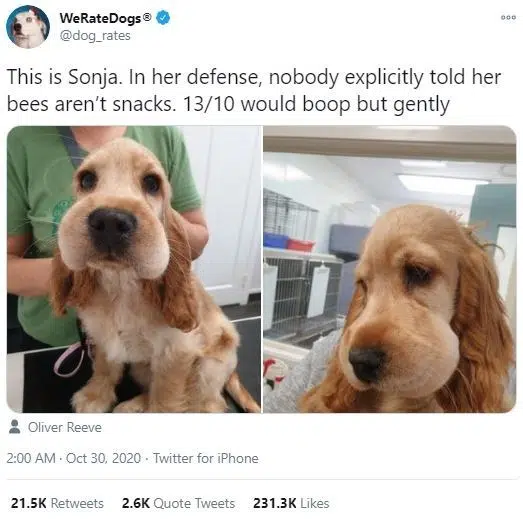 WeRateDogs®
@dog_rates
This is Sonja. In her defense, nobody explicitly told her
bees aren’t snacks. 13/10 would boop but gently
Oliver Reeve
2:00 AM · Oct 30, 2020 · Twitter for iPhone
21.5K Retweets 2.6K Quote Tweets 231.3K Likes